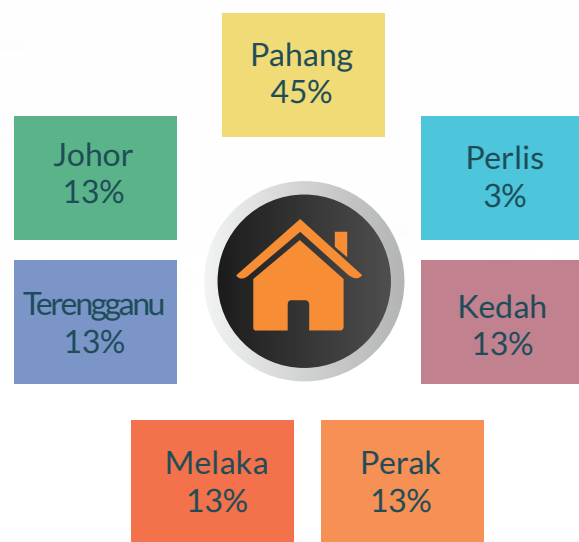 Pahang
45%
Johor
13%
Perlis
3%
Terengganu
13%
Kedah
13%
Melaka
13%
Perak
13%